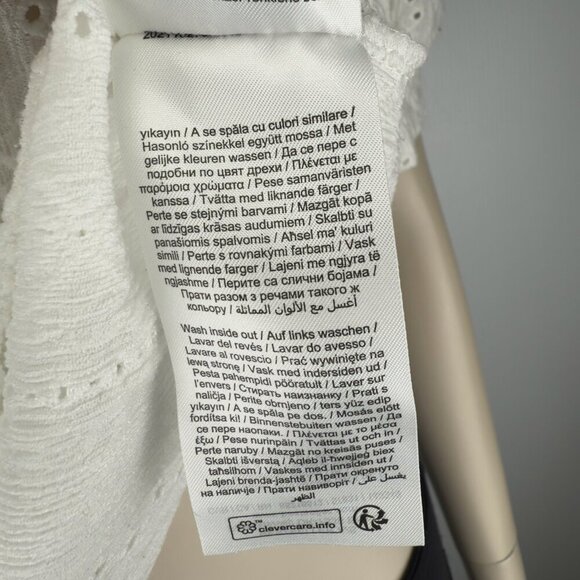 yıkayın / A se spăla cu culori similare /
Hasonló színekkel együtt mossa / Met
gelijke kleuren wassen / Да се пере с
подобни по цвят дрехи / Πλένεται με
παρόμοια χρώματα / Pese samanväristen
kanssa / Tvätta med liknande färger /
Perte se stejnými barvami / Mazgāt kopā
ar līdzīgas krāsas audumiem / Skalbti su
panašiomis spalvomis / Aħsel ma' kuluri
simili / Perte s rovnakými farbami / Vask
med lignende farger / Lajeni me ngjyra të
ngjashme / Перите са слични бојама /
Прати разом з речами такого ж
кольору / أغسل مع الألوان المماثلة /
Wash inside out / Auf links waschen /
Lavar del revés / Lavar do avesso /
Lavare al rovescio / Prać wywinięte na
lewą stronę / Vask med indersiden ud /
Pesta pahempidi pööratult / Laver sur
l'envers / Стирать наизнанку / Prati s
naličja / Perite obrnjeno / ters yüz edip
yıkayın / A se spăla pe dos. / Mosás előtt
fordítsa ki! / Binnenstebuiten wassen / Да
се пере наопаки. / Πλένεται με το μέσα
έξω / Pese nurinpäin / Tvättas ut och in /
Perte naruby / Mazgāt no kreisās puses /
Skalbti išverstą / Aqleb il-ħwejjeġ biex
taħsilhom / Vaskes med innsiden ut /
Lajeni brenda-jashtë / Прати окренуто
на наличје / Прати навиворіт / يغسل على
الظهر
clevercare.info